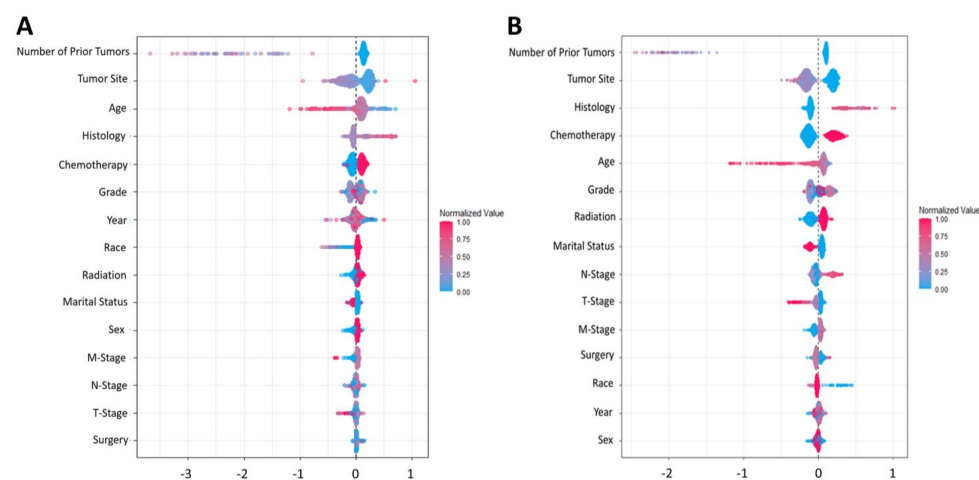 A
Number of Prior Tumors
Tumor Site
Age
Histology
Chemotherapy
Grade
Year
Race
Radiation
Marital Status
Sex
M-Stage
N-Stage
T-Stage
Surgery
-3 -2 -1 0 1
Normalized Value
1.00
0.75
0.50
0.25
0.00
B
Number of Prior Tumors
Tumor Site
Histology
Chemotherapy
Age
Grade
Radiation
Marital Status
N-Stage
T-Stage
M-Stage
Surgery
Race
Year
Sex
-2 -1 0 1
Normalized Value
1.00
0.75
0.50
0.25
0.00